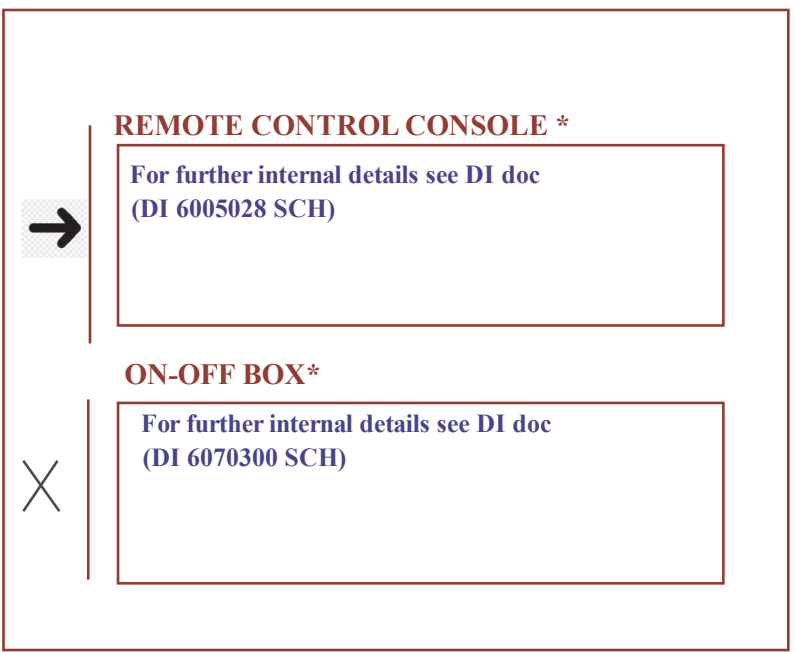 REMOTE CONTROL CONSOLE *
For further internal details see DI doc
(DI 6005028 SCH)
ON-OFF BOX*
For further internal details see DI doc
(DI 6070300 SCH)